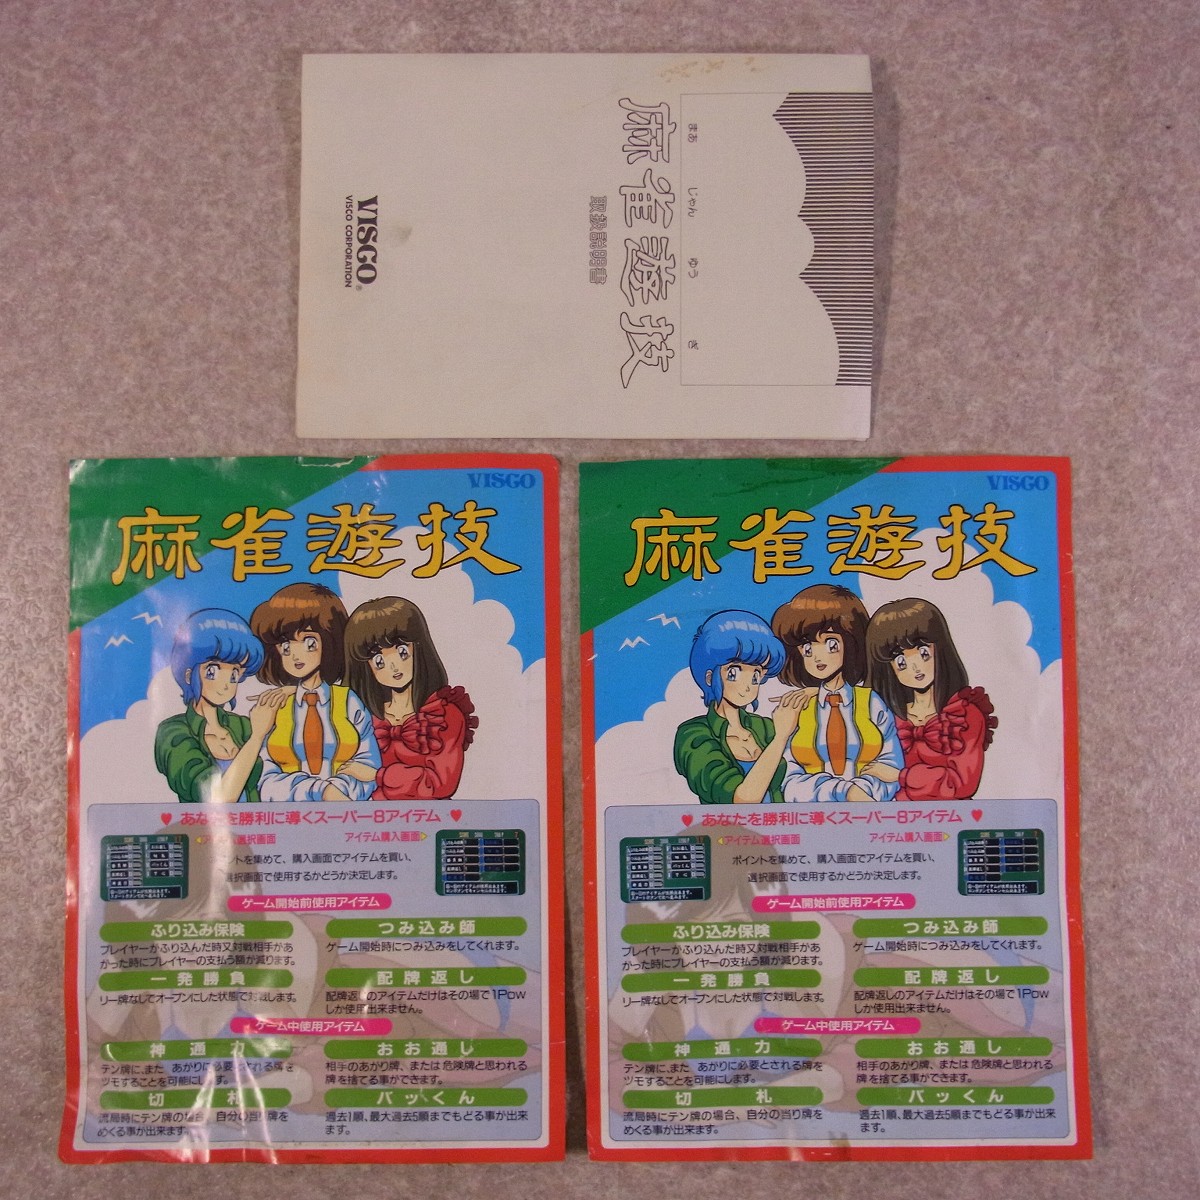 まあ じゃん ゆう ぎ
麻雀遊技
取扱説明書
VISCO
VISCO CORPORATION
VISCO
麻雀遊技
♥ あなたを勝利に導くスーパー8アイテム ♥
◁アイテム選択画面 アイテム購入画面▷
ポイントを集めて、購入画面でアイテムを買い、
選択画面で使用するかどうか決定します。
ゲーム開始前使用アイテム
ふり込み保険 つみ込み師
プレイヤーがふり込んだ時又対戦相手があ ゲーム開始時につみ込みをしてくれます。
がった時にプレイヤーの支払う額が減ります。
一発勝負 配牌返し
リー牌なしでオープンにした状態で対戦します。 配牌返しのアイテムだけはその場で1Pow
しか使用出来ません。
ゲーム中使用アイテム
神通力 おお通し
テン牌に、また あがりに必要とされる牌を 相手のあがり牌、または危険牌と思われる
ツモすることを可能にします。 牌を捨てる事ができます。
切札 バッくん
流局時にテン牌の場合、自分の当り牌を 過去1順、最大過去5順までもどる事が出来
めくる事が出来ます。 ます。
VISCO
麻雀遊技
♥ あなたを勝利に導くスーパー8アイテム ♥
◁アイテム選択画面 アイテム購入画面▷
ポイントを集めて、購入画面でアイテムを買い、
選択画面で使用するかどうか決定します。
ゲーム開始前使用アイテム
ふり込み保険 つみ込み師
プレイヤーがふり込んだ時又対戦相手があ ゲーム開始時につみ込みをしてくれます。
がった時にプレイヤーの支払う額が減ります。
一発勝負 配牌返し
リー牌なしでオープンにした状態で対戦します。 配牌返しのアイテムだけはその場で1Pow
しか使用出来ません。
ゲーム中使用アイテム
神通力 おお通し
テン牌に、また あがりに必要とされる牌を 相手のあがり牌、または危険牌と思われる
ツモすることを可能にします。 牌を捨てる事ができます。
切札 バッくん
流局時にテン牌の場合、自分の当り牌を 過去1順、最大過去5順までもどる事が出来
めくる事が出来ます。 ます。